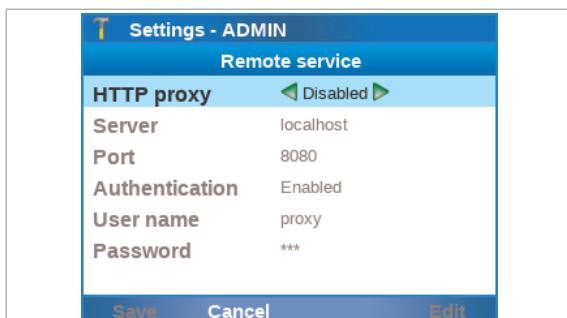 Settings - ADMIN
Remote service
HTTP proxy Disabled
Server localhost
Port 8080
Authentication Enabled
User name proxy
Password ***
Save Cancel Edit